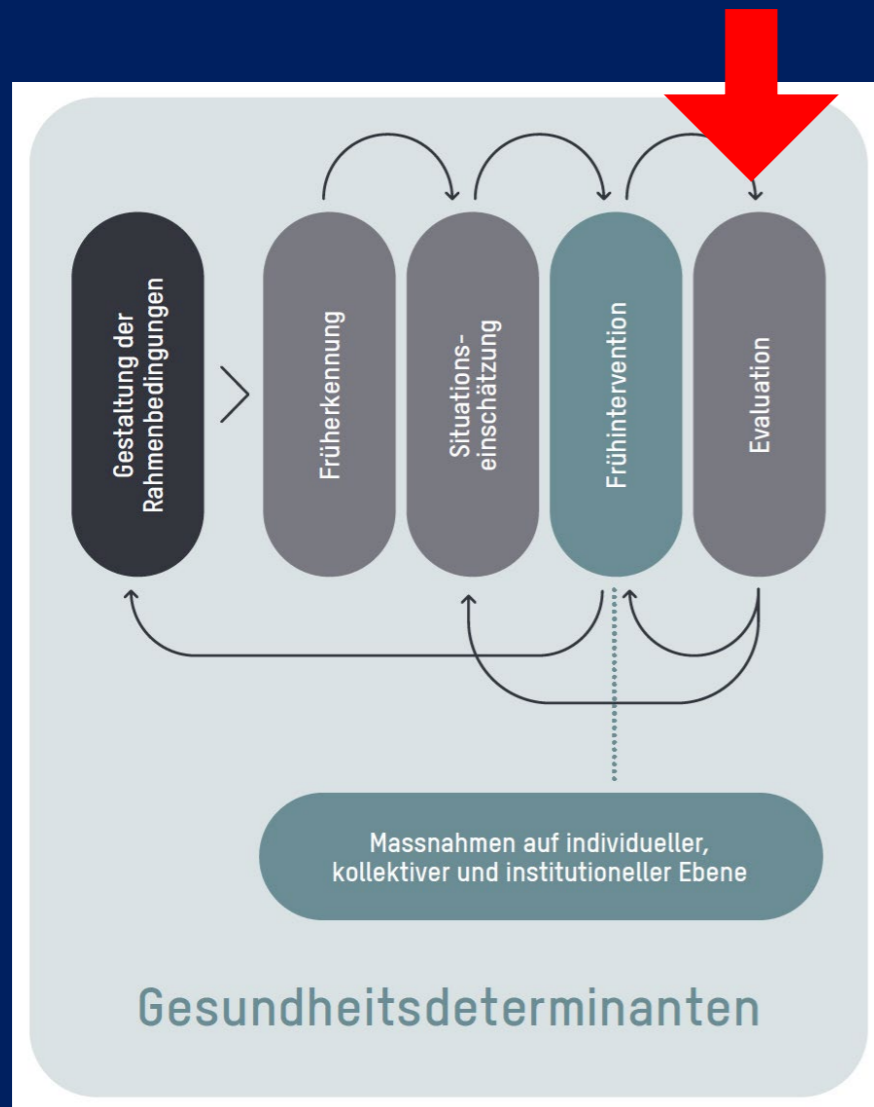 Gestaltung der
Rahmenbedingungen
Früherkennung
Situations-
einschätzung
Frühintervention
Evaluation
Massnahmen auf individueller,
kollektiver und institutioneller Ebene
Gesundheitsdeterminanten